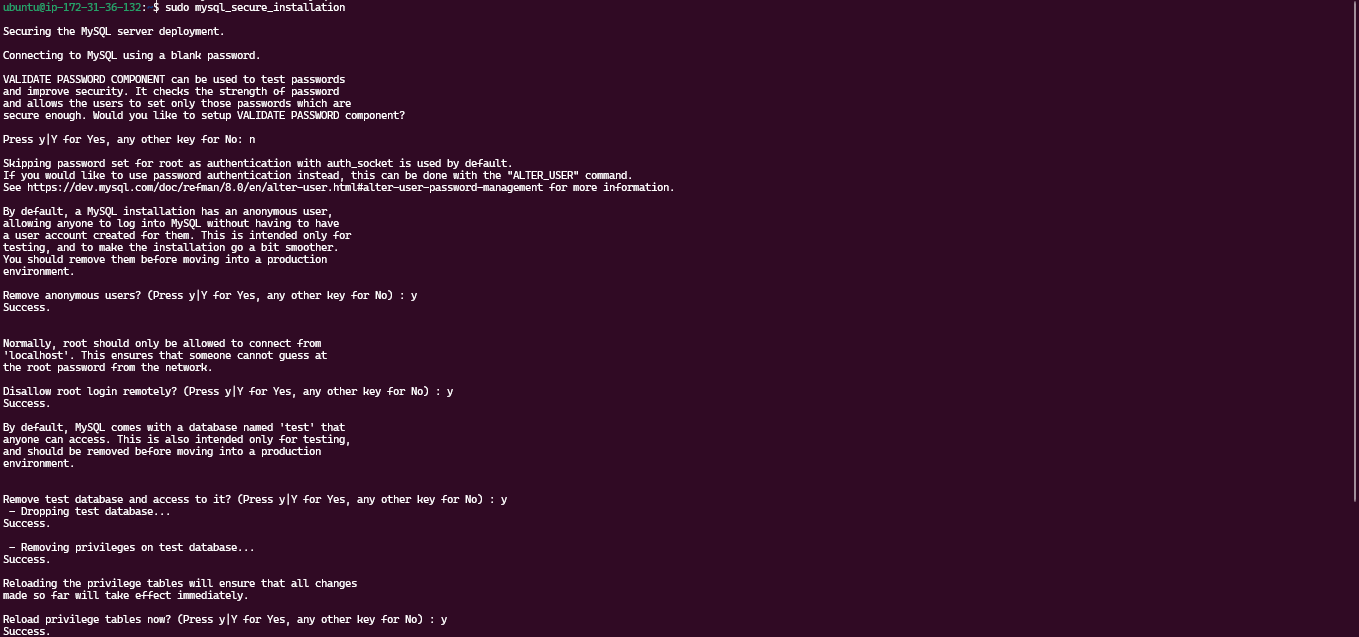 ubuntu@ip-172-31-36-132:~$ sudo mysql_secure_installation
Securing the MySQL server deployment.
Connecting to MySQL using a blank password.
VALIDATE PASSWORD COMPONENT can be used to test passwords
and improve security. It checks the strength of password
and allows the users to set only those passwords which are
secure enough. Would you like to setup VALIDATE PASSWORD component?
Press y|Y for Yes, any other key for No: n
Skipping password set for root as authentication with auth_socket is used by default.
If you would like to use password authentication instead, this can be done with the "ALTER_USER" command.
See https://dev.mysql.com/doc/refman/8.0/en/alter-user.html#alter-user-password-management for more information.
By default, a MySQL installation has an anonymous user,
allowing anyone to log into MySQL without having to have
a user account created for them. This is intended only for
testing, and to make the installation go a bit smoother.
You should remove them before moving into a production
environment.
Remove anonymous users? (Press y|Y for Yes, any other key for No) : y
Success.
Normally, root should only be allowed to connect from
'localhost'. This ensures that someone cannot guess at
the root password from the network.
Disallow root login remotely? (Press y|Y for Yes, any other key for No) : y
Success.
By default, MySQL comes with a database named 'test' that
anyone can access. This is also intended only for testing,
and should be removed before moving into a production
environment.
Remove test database and access to it? (Press y|Y for Yes, any other key for No) : y
- Dropping test database...
Success.
- Removing privileges on test database...
Success.
Reloading the privilege tables will ensure that all changes
made so far will take effect immediately.
Reload privilege tables now? (Press y|Y for Yes, any other key for No) : y
Success.